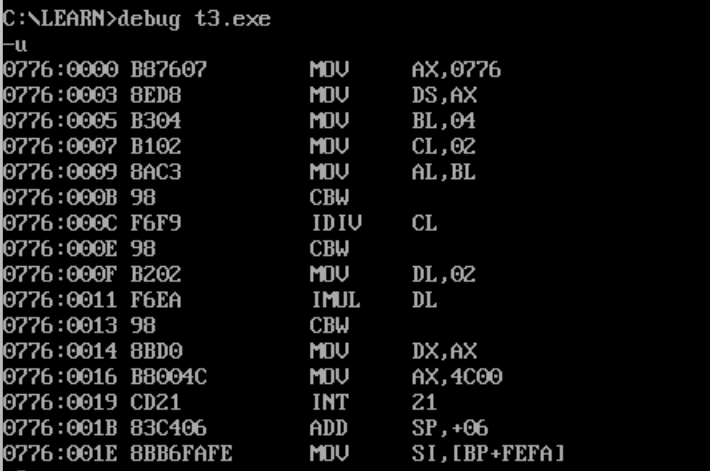 C:\LEARN>debug t3.exe
-u
0776:0000 B87607 MOV AX,0776
0776:0003 8ED8 MOV DS,AX
0776:0005 B304 MOV BL,04
0776:0007 B102 MOV CL,02
0776:0009 8AC3 MOV AL,BL
0776:000B 98 CBW
0776:000C F6F9 IDIV CL
0776:000E 98 CBW
0776:000F B202 MOV DL,02
0776:0011 F6EA IMUL DL
0776:0013 98 CBW
0776:0014 8BD0 MOV DX,AX
0776:0016 B8004C MOV AX,4C00
0776:0019 CD21 INT 21
0776:001B 83C406 ADD SP,+06
0776:001E 8BB6FAFE MOV SI,[BP+FEFA]